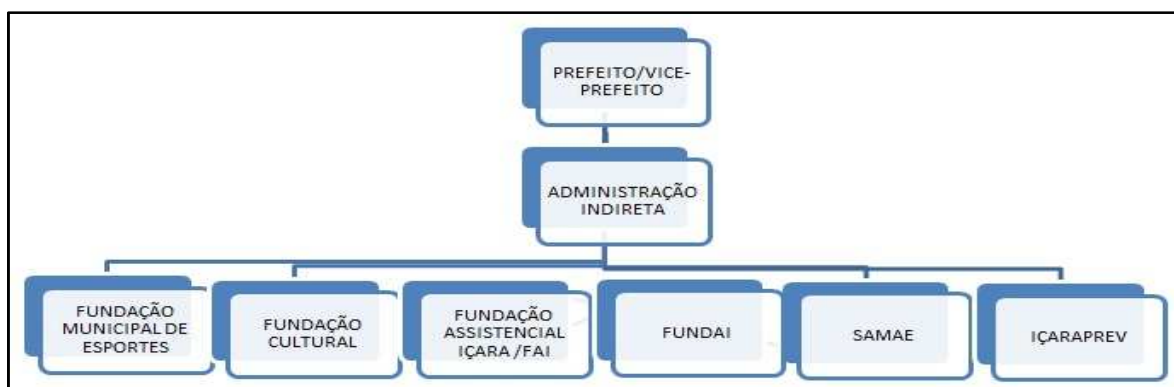 PREFEITO/VICE-
PREFEITO
ADMINISTRAÇÃO
INDIRETA
FUNDAÇÃO
MUNICIPAL DE
ESPORTES
FUNDAÇÃO
CULTURAL
FUNDAÇÃO
ASSISTENCIAL
IÇARA /FAI
FUNDAI
SAMAE
IÇARAPREV